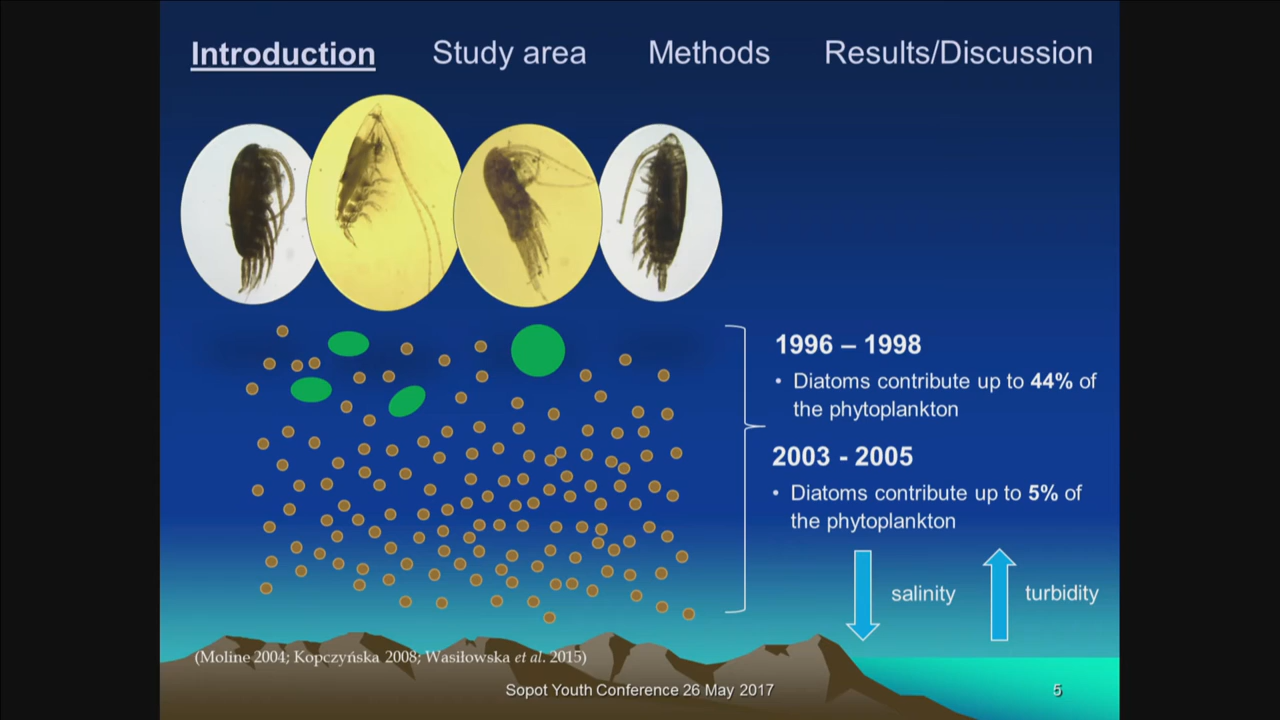 Introduction Study area Methods Results/Discussion
1996 – 1998
• Diatoms contribute up to 44% of
the phytoplankton
2003 - 2005
• Diatoms contribute up to 5% of
the phytoplankton
salinity turbidity
(Moline 2004; Kopczyńska 2008; Wasiłowska et al. 2015)
Sopot Youth Conference 26 May 2017 5